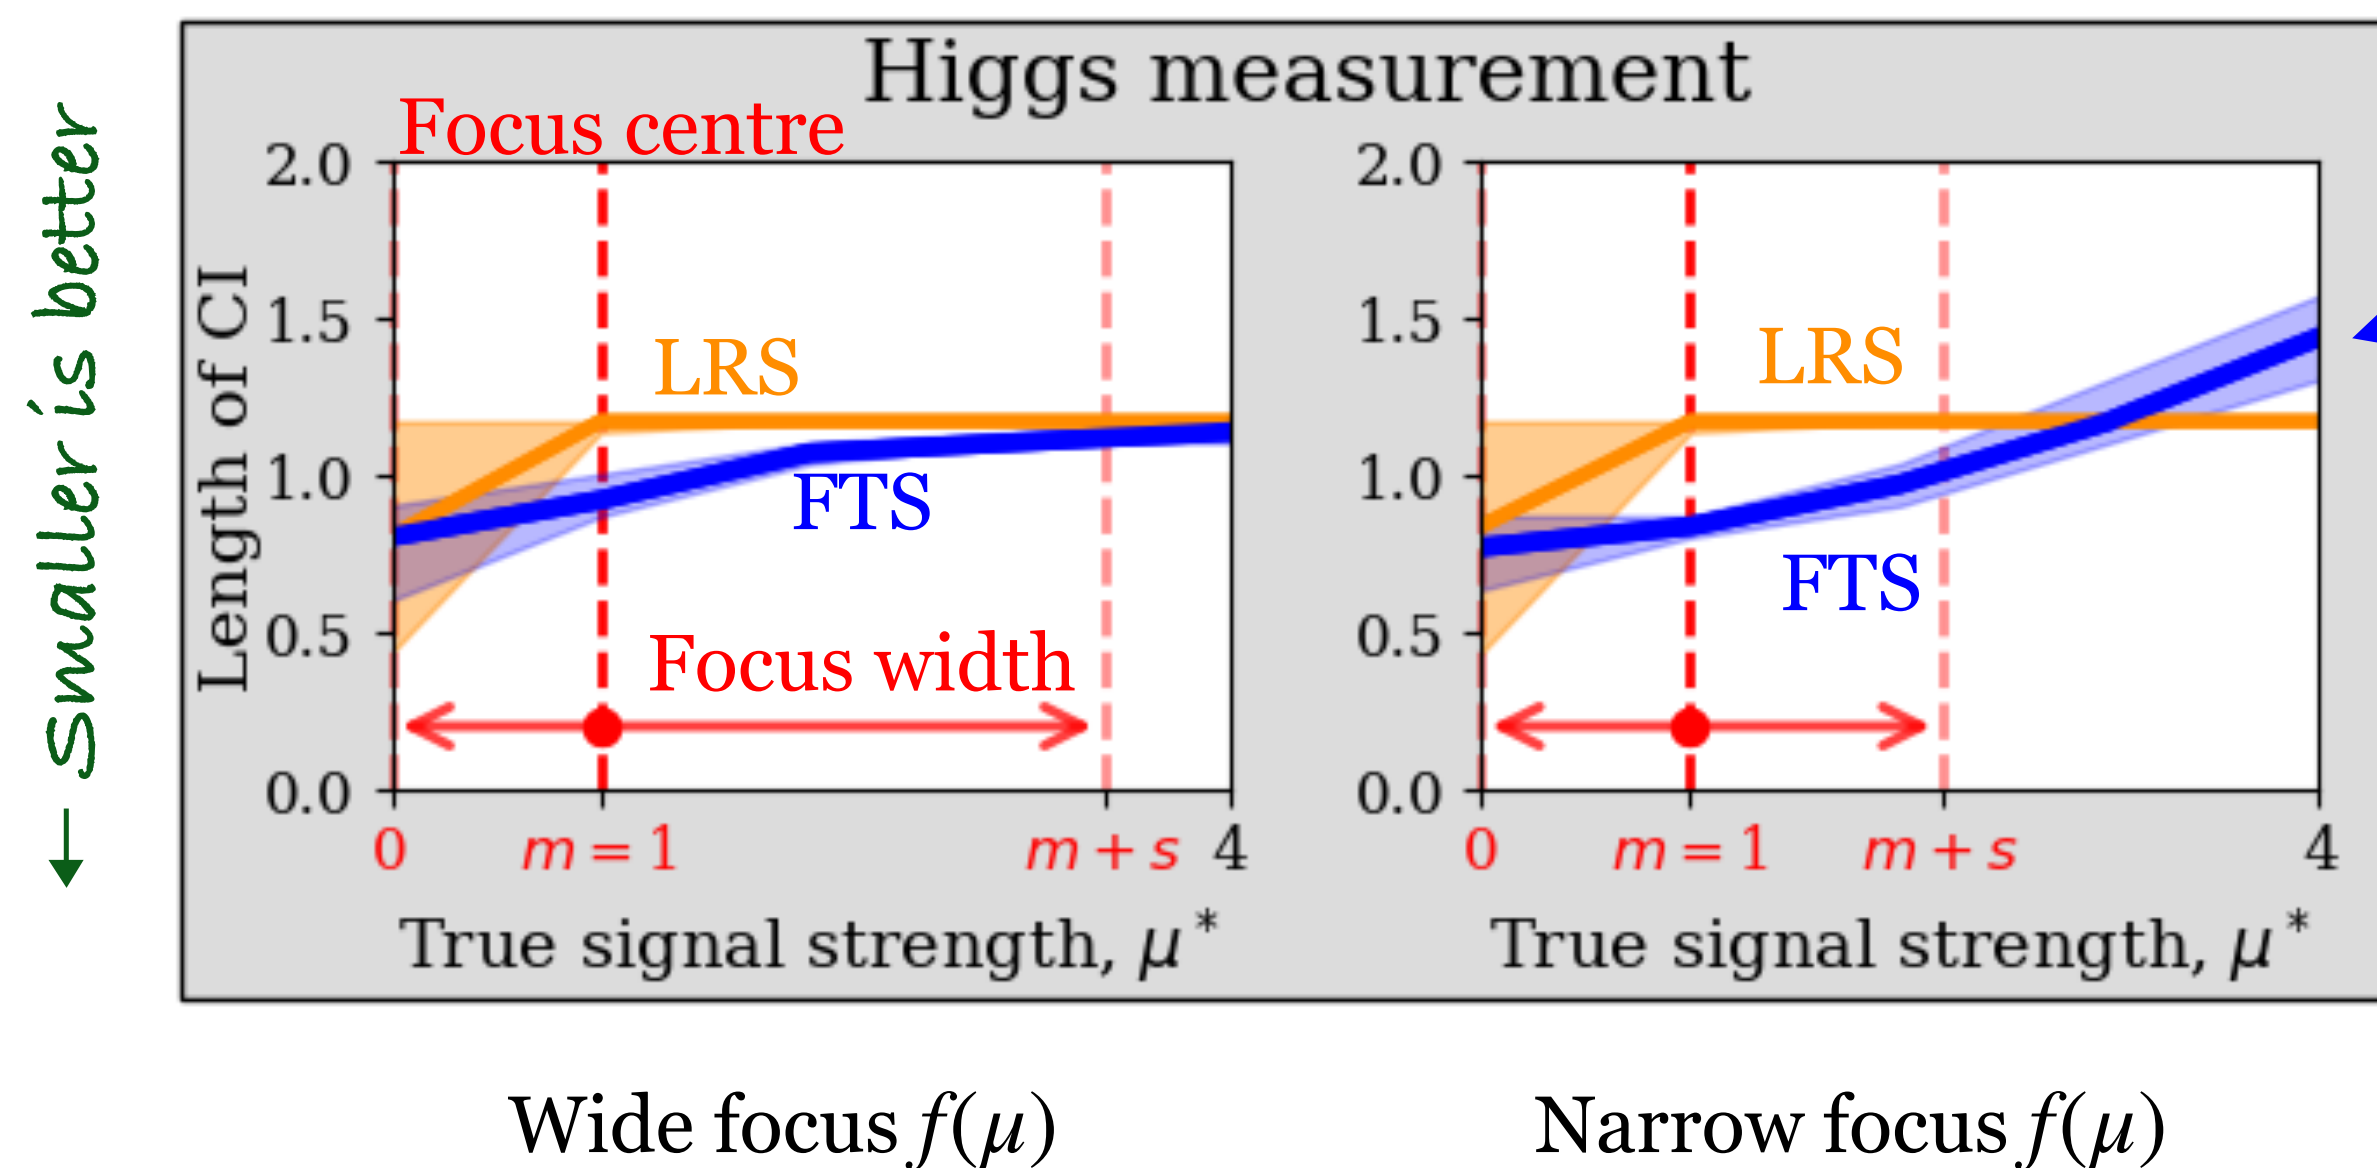 Higgs measurement
← Smaller is better
Focus centre
Length of CI
2.0
1.5
1.0
0.5
0.0
LRS
FTS
Focus width
0
m = 1
m + s
4
True signal strength, μ*
2.0
1.5
1.0
0.5
0.0
LRS
FTS
0
m = 1
m + s
4
True signal strength, μ*
Wide focus f(μ)
Narrow focus f(μ)